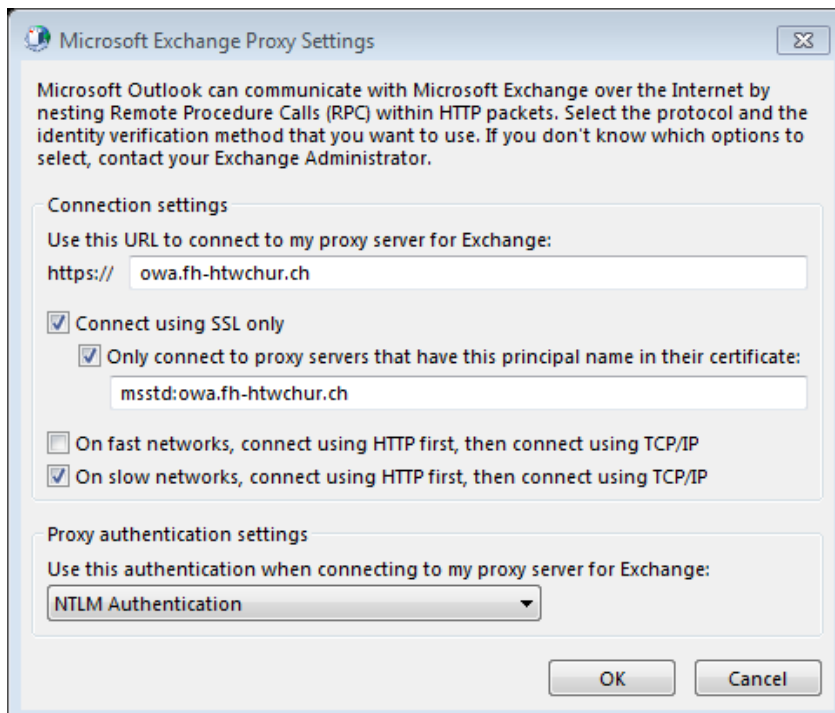 Microsoft Exchange Proxy Settings
Microsoft Outlook can communicate with Microsoft Exchange over the Internet by
nesting Remote Procedure Calls (RPC) within HTTP packets. Select the protocol and the
identity verification method that you want to use. If you don't know which options to
select, contact your Exchange Administrator.
Connection settings
Use this URL to connect to my proxy server for Exchange:
https:// owa.fh-htwchur.ch
Connect using SSL only
Only connect to proxy servers that have this principal name in their certificate:
msstd:owa.fh-htwchur.ch
On fast networks, connect using HTTP first, then connect using TCP/IP
On slow networks, connect using HTTP first, then connect using TCP/IP
Proxy authentication settings
Use this authentication when connecting to my proxy server for Exchange:
NTLM Authentication
OK Cancel